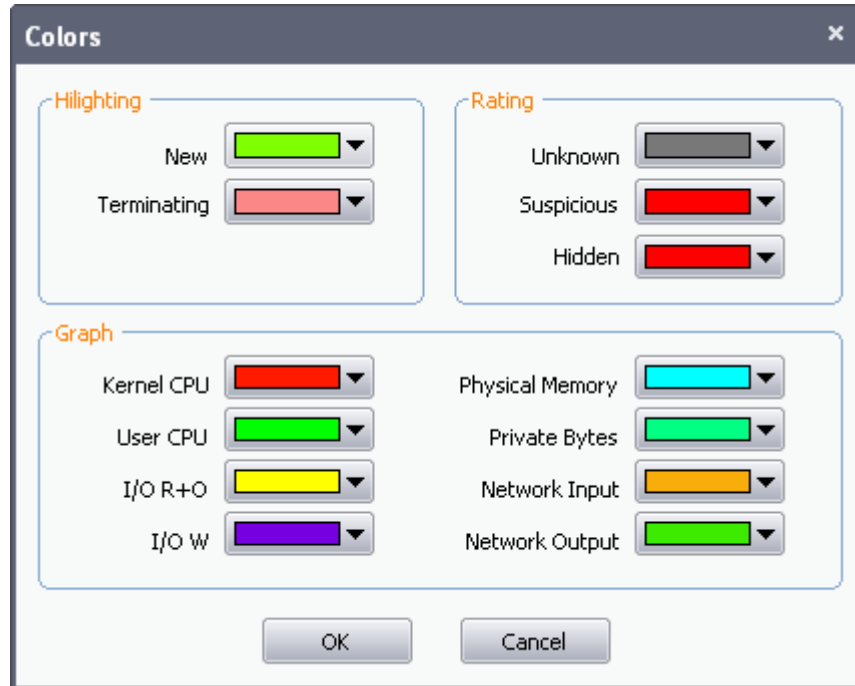 Colors
Hilighting
New
Terminating
Rating
Unknown
Suspicious
Hidden
Graph
Kernel CPU
User CPU
I/O R+O
I/O W
Physical Memory
Private Bytes
Network Input
Network Output
OK
Cancel